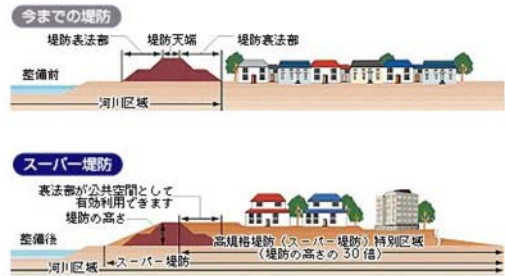 今までの堤防
堤防表法部
堤防天端
堤防裏法部
整備前
河川区域
スーパー堤防
裏法部が公共空間として
有効利用できます
堤防の高さ
整備後
高規格堤防(スーパー堤防)特別区域
(堤防の高さの30倍)
スーパー堤防
河川区域